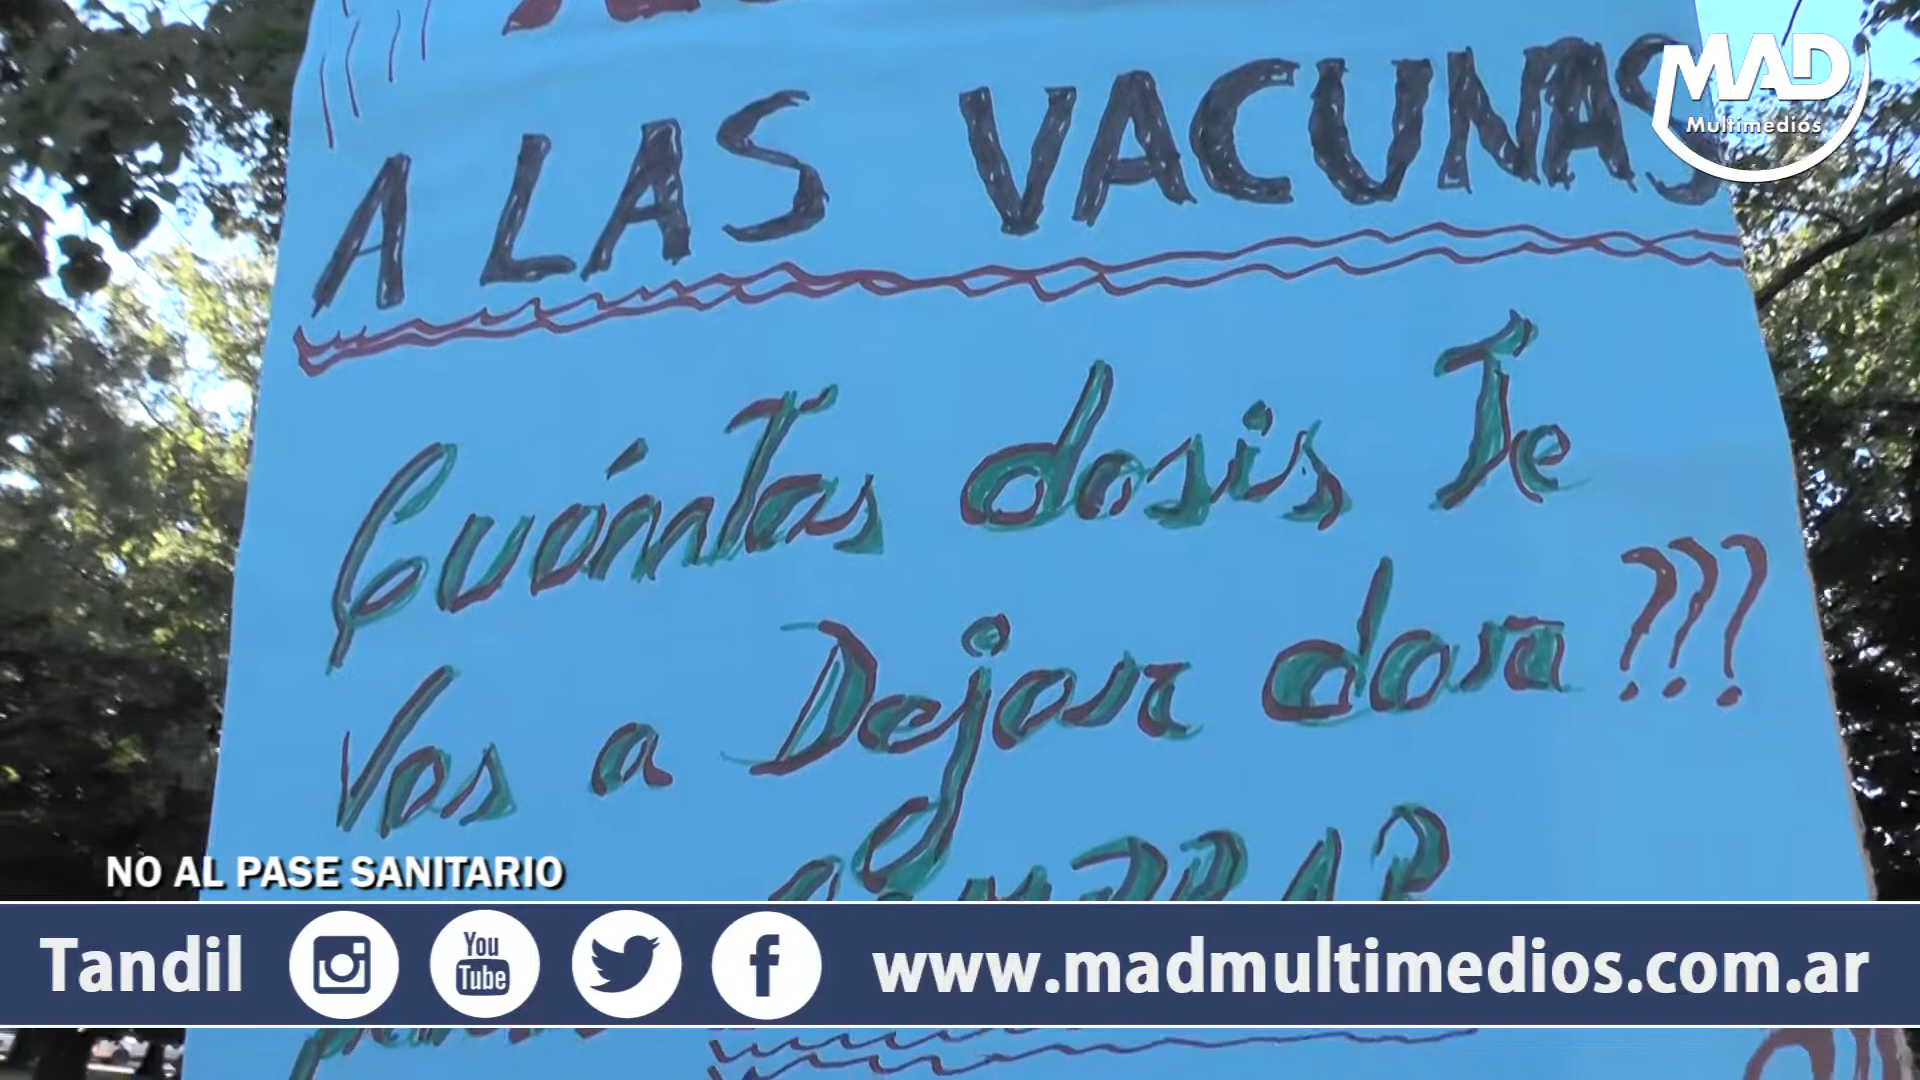 MAD
Multimedios
A LAS VACUNAS
Cuántas dosis Te
Vas a Dejar dar???
NO AL PASE SANITARIO
Tandil
You
Tube
www.madmultimedios.com.ar